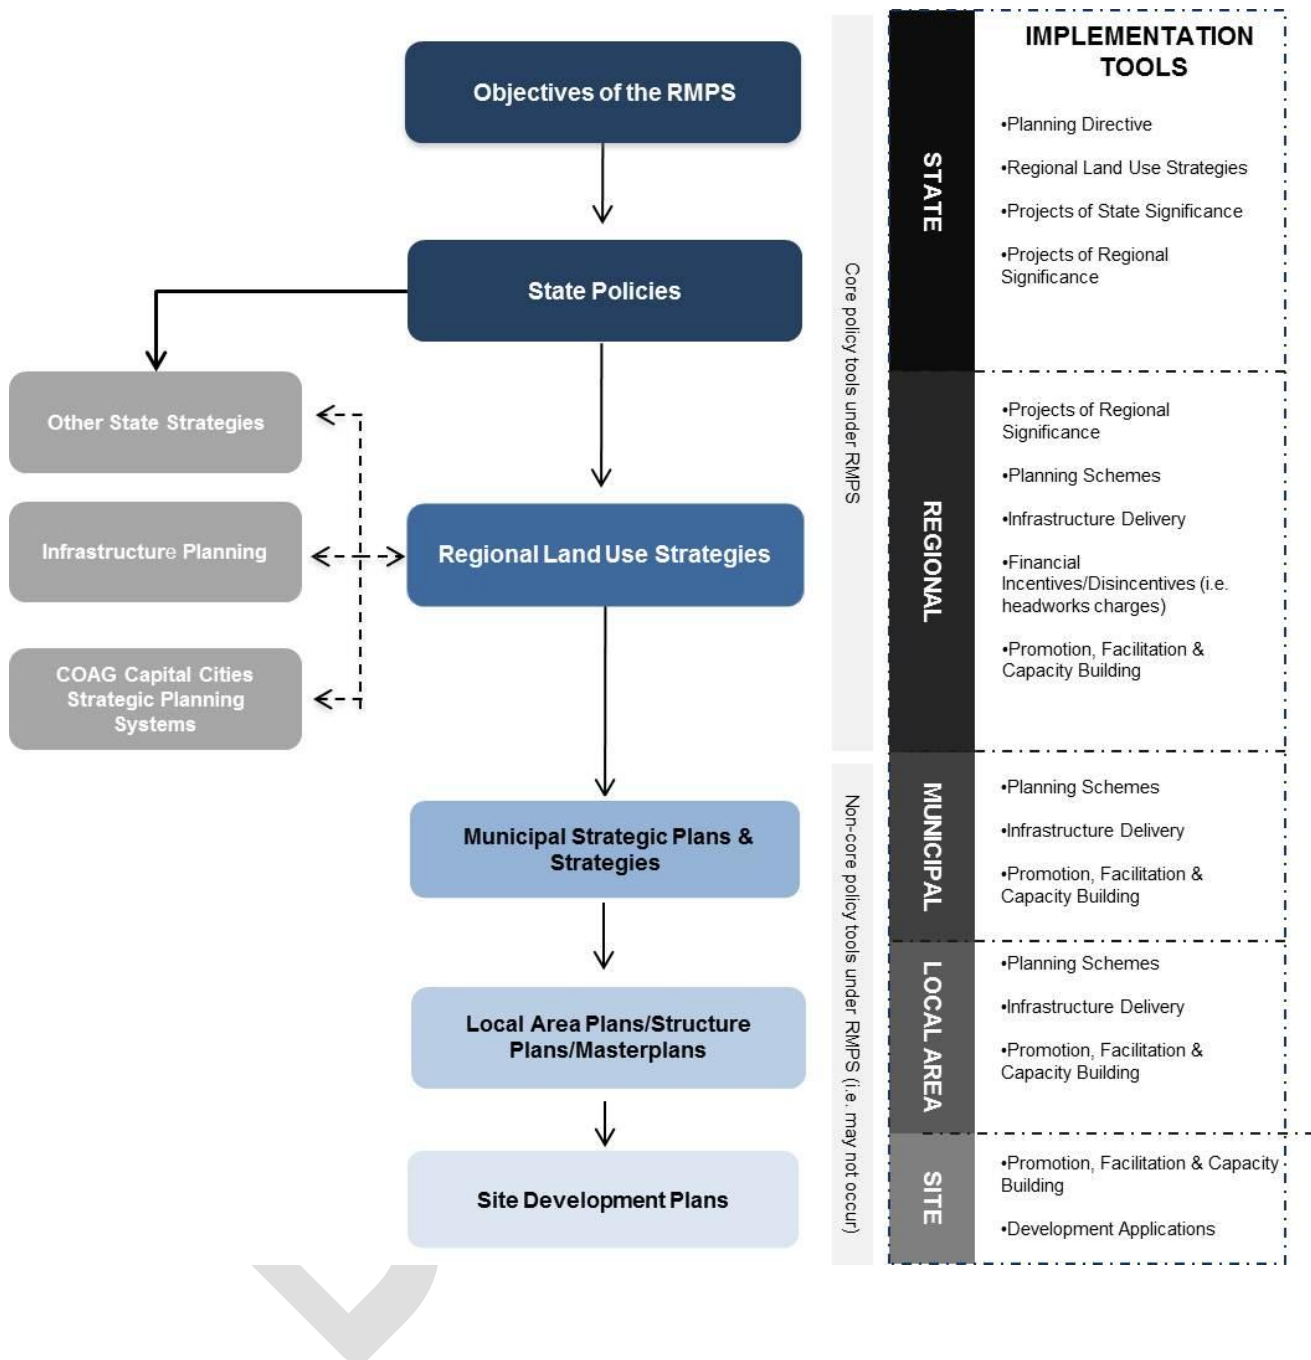 Objectives of the RMPS
State Policies
Other State Strategies
Infrastructure Planning
Regional Land Use Strategies
COAG Capital Cities
Strategic Planning
Systems
Municipal Strategic Plans &
Strategies
Local Area Plans/Structure
Plans/Masterplans
Site Development Plans
Core policy tools under RMPS
Non-core policy tools under RMPS (i.e. may not occur)
IMPLEMENTATION
TOOLS
STATE
•Planning Directive
•Regional Land Use Strategies
•Projects of State Significance
•Projects of Regional
Significance
REGIONAL
•Projects of Regional
Significance
•Planning Schemes
•Infrastructure Delivery
•Financial
Incentives/Disincentives (i.e.
headworks charges)
•Promotion, Facilitation &
Capacity Building
MUNICIPAL
•Planning Schemes
•Infrastructure Delivery
•Promotion, Facilitation &
Capacity Building
LOCAL AREA
•Planning Schemes
•Infrastructure Delivery
•Promotion, Facilitation &
Capacity Building
SITE
•Promotion, Facilitation & Capacity
Building
•Development Applications